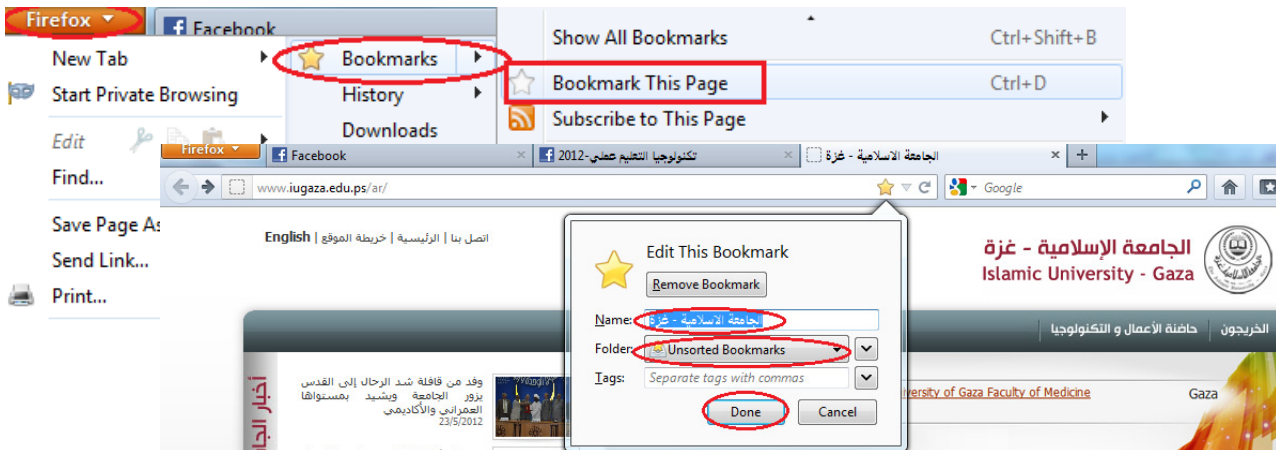 Firefox
Facebook
New Tab
Start Private Browsing
Edit
Find...
Save Page As
Send Link...
Print...
Bookmarks
History
Downloads
Show All Bookmarks Ctrl+Shift+B
Bookmark This Page Ctrl+D
Subscribe to This Page
Firefox
Facebook
تكنولوجيا التعليم عملي-2012
الجامعة الاسلامية - غزة
www.iugaza.edu.ps/ar/
Google
اتصل بنا | الرئيسية | خريطة الموقع | English
الجامعة الإسلامية - غزة
Islamic University - Gaza
الخريجون
حاضنة الأعمال و التكنولوجيا
Edit This Bookmark
Remove Bookmark
Name: الجامعة الاسلامية - غزة
Folder: Unsorted Bookmarks
Tags: Separate tags with commas
Done Cancel
أخبار
وفد من قافلة شد الرحال إلى القدس
يزور الجامعة ويشيد بمستواها
العمراني والأكاديمي
23/5/2012
of Gaza Faculty of Medicine
Gaza